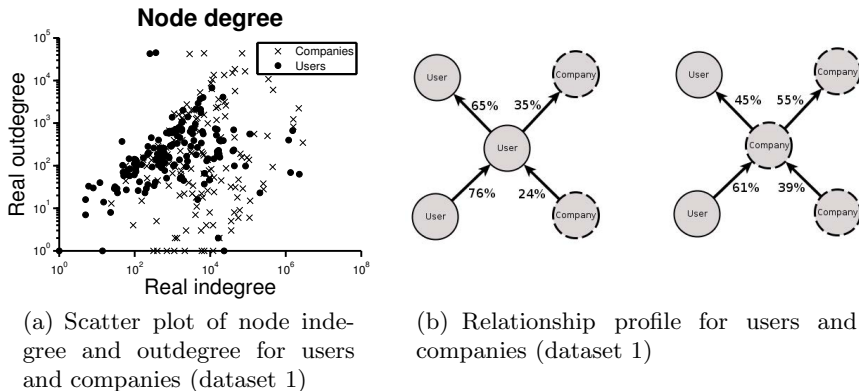 Node degree
Real outdegree
10^5
10^4
10^3
10^2
10^1
10^0
Companies
Users
10^0
10^2
10^4
10^6
10^8
Real indegree
(a) Scatter plot of node inde-
gree and outdegree for users
and companies (dataset 1)
User
Company
65%
35%
User
76%
24%
User
Company
User
Company
45%
55%
Company
61%
39%
User
Company
(b) Relationship profile for users and
companies (dataset 1)